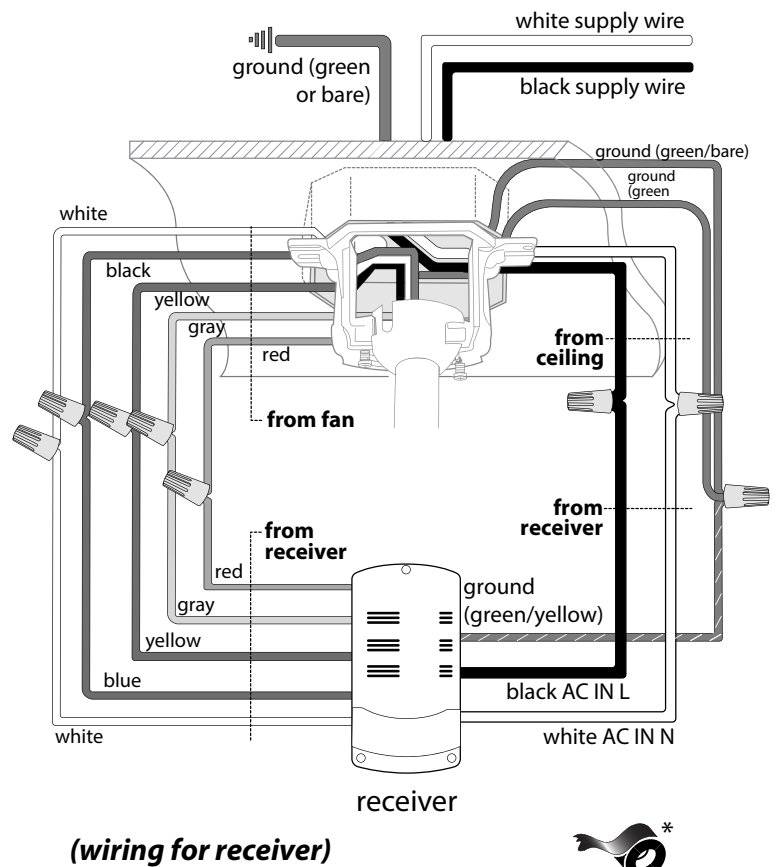 white supply wire
ground (green
or bare)
black supply wire
ground (green/bare)
ground
(green
white
black
yellow
gray
red
from
ceiling
from fan
from
receiver
from
receiver
red
ground
(green/yellow)
gray
yellow
blue
black AC IN L
white
white AC IN N
receiver
(wiring for receiver)
*